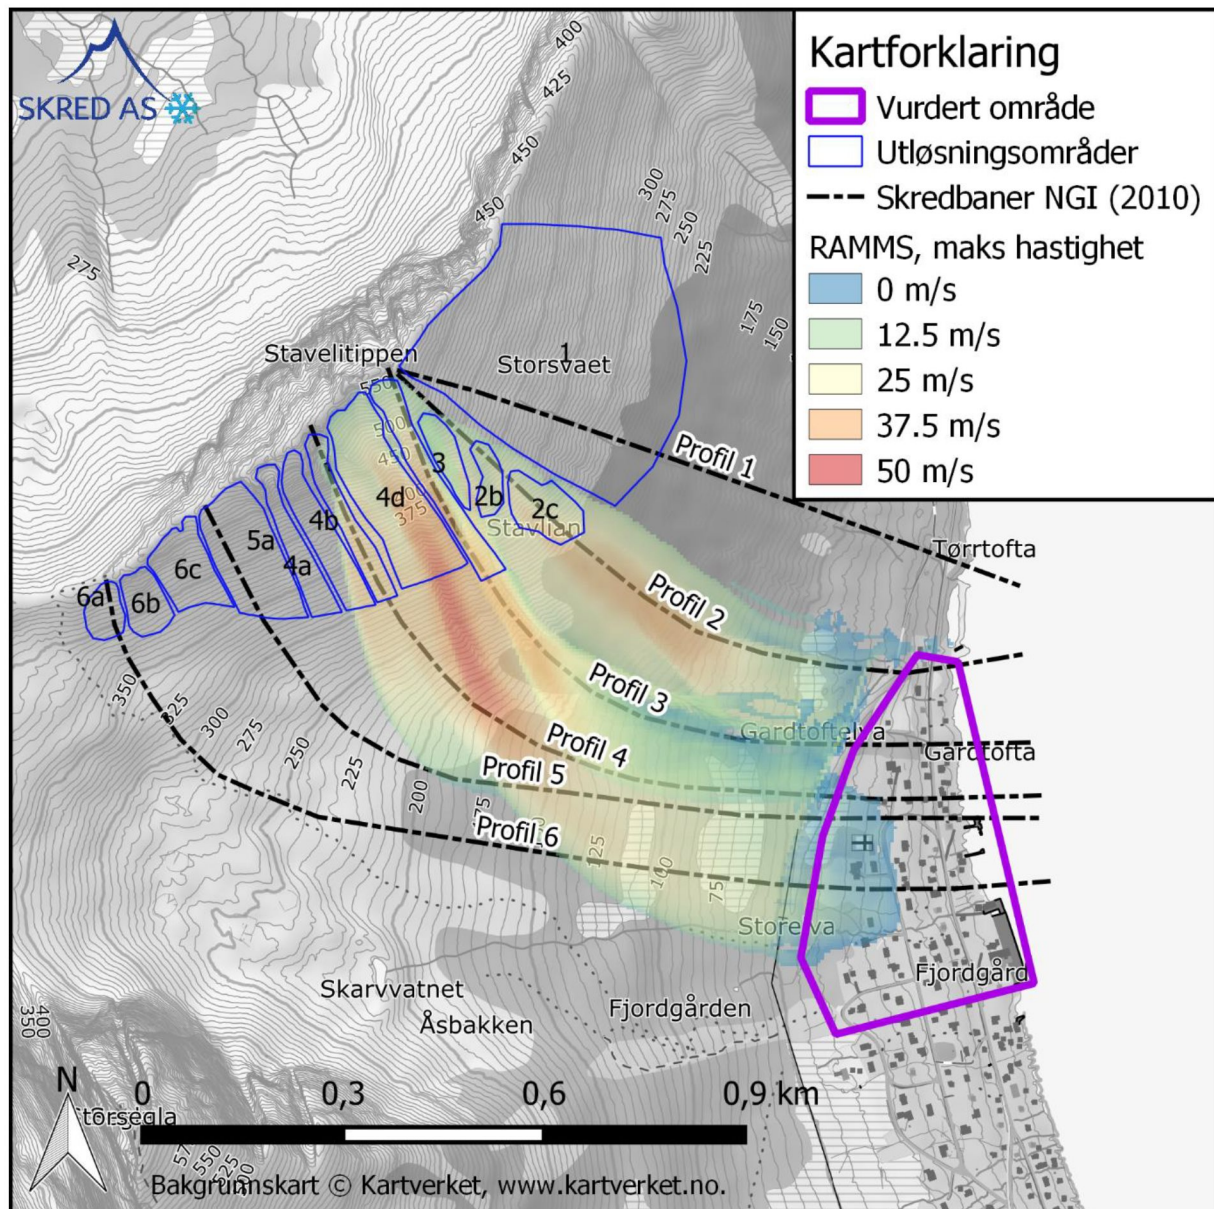 SKRED AS
Kartforklaring
Vurdert område
Utløsningsområder
Skredbaner NGI (2010)
RAMMS, maks hastighet
0 m/s
12.5 m/s
25 m/s
37.5 m/s
50 m/s
400
425
450
450
300
275
250
225
275
175
150
Stavelitippen
1
Storsvaet
550
500
450
375
Profil 1
3
4d
2b
2c
Stavlian
4b
5a
4a
6c
6a
6b
Tørrtofta
Profil 2
350
325
300
275
250
225
200
Profil 3
Gardtoftelva
Gardtofta
Profil 4
Profil 5
Profil 6
125
100
75
Storelva
Fjordgård
Skarvvatnet
Åsbakken
Fjordgården
400
350
N
0
0,3
0,6
0,9 km
Storsegla
550
525
Bakgrunnskart © Kartverket, www.kartverket.no.